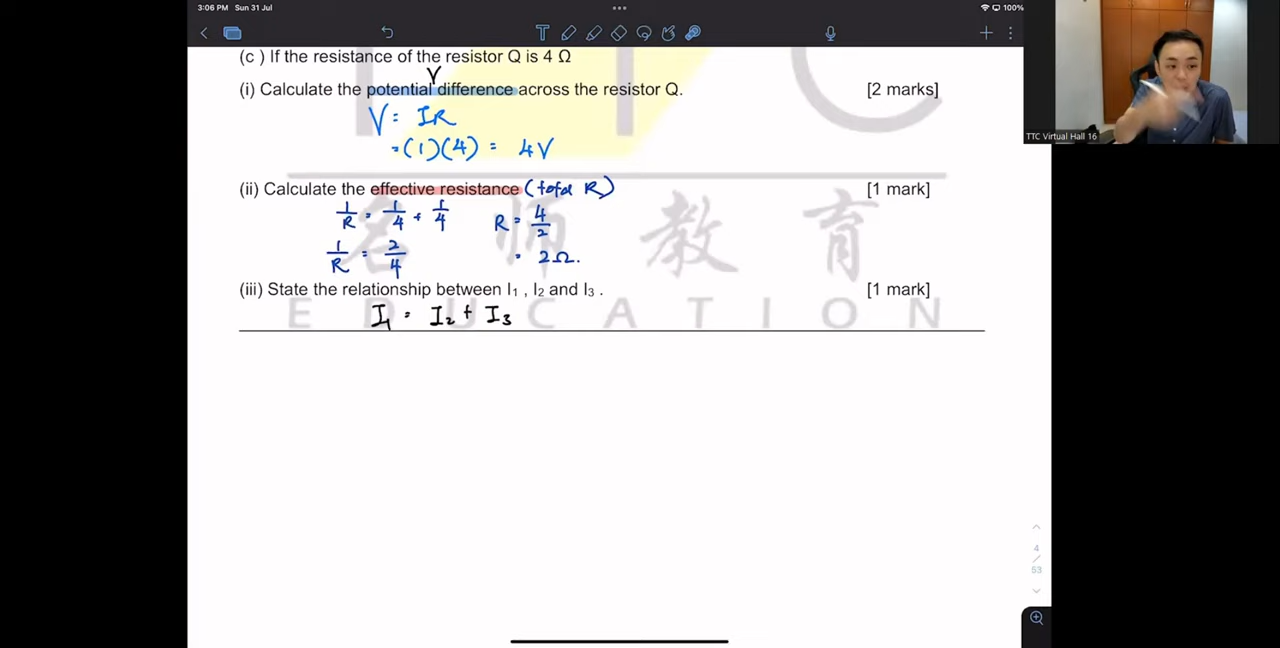 3:06 PM Sun 31 Jul
100%
(c ) If the resistance of the resistor Q is 4 Ω
V
(i) Calculate the potential difference across the resistor Q. [2 marks]
V = IR
= (1)(4) = 4V
(ii) Calculate the effective resistance (total R) [1 mark]
1/R = 1/4 + 1/4 R = 4/2
1/R = 2/4 = 2Ω.
名師教育
(iii) State the relationship between I₁ , I₂ and I₃ . [1 mark]
EDUCATION
I₁ = I₂ + I₃
TTC Virtual Hall 16
4
/
53